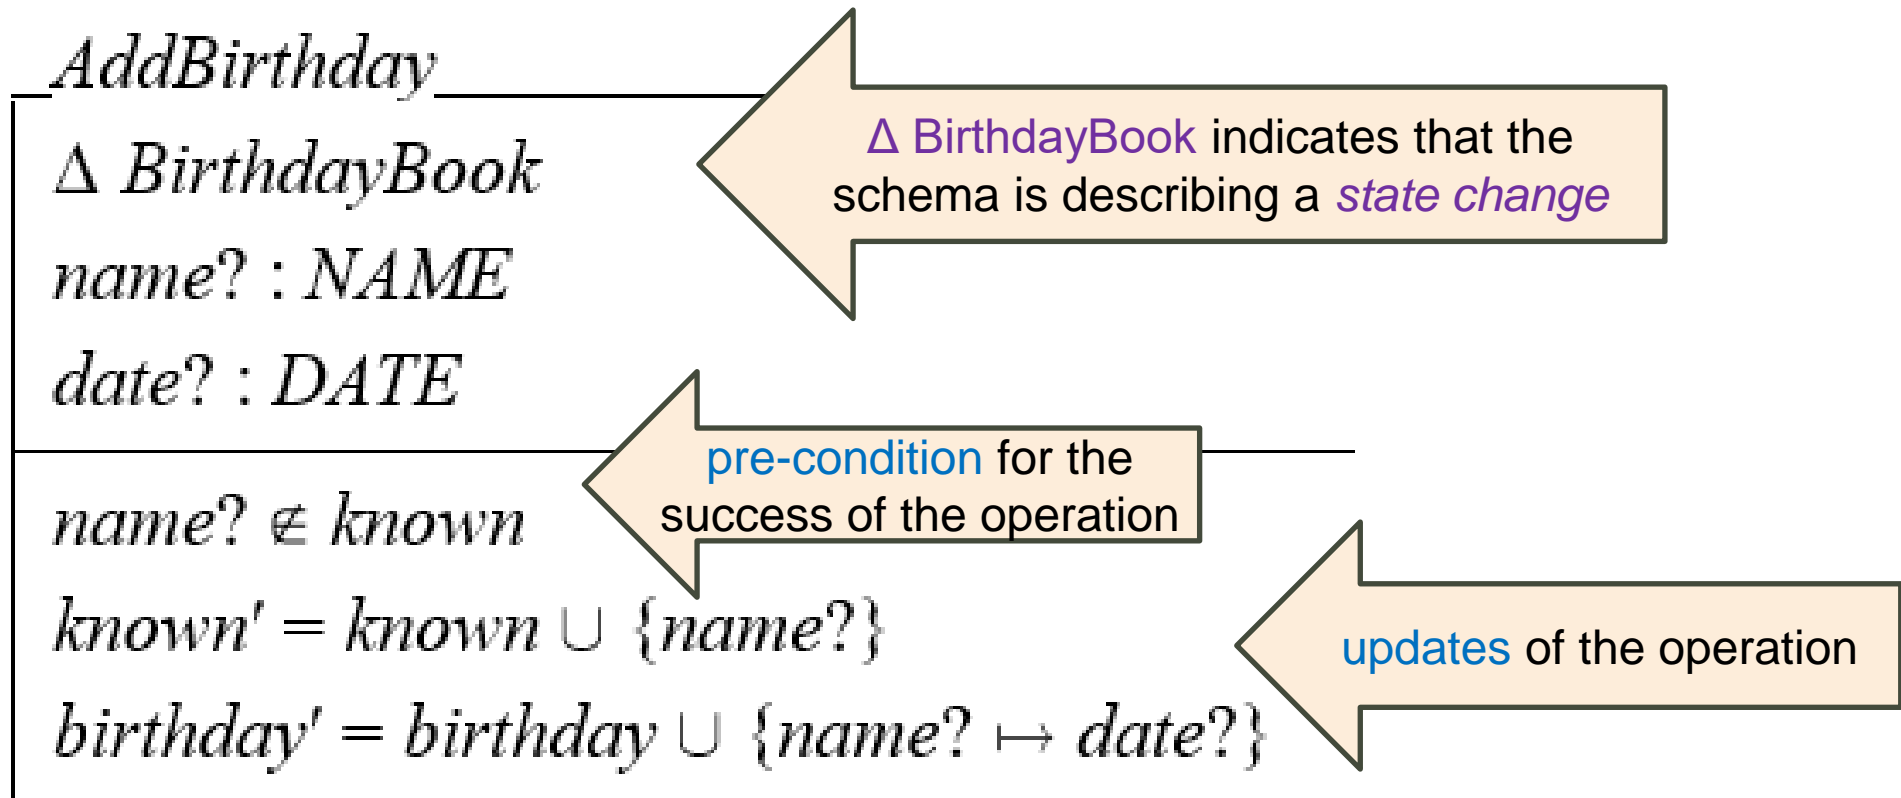 AddBirthday
Δ BirthdayBook
name? : NAME
date? : DATE
name? ∉ known
known' = known ∪ {name?}
birthday' = birthday ∪ {name? ↦ date?}
Δ BirthdayBook indicates that the
schema is describing a state change
pre-condition for the
success of the operation
updates of the operation